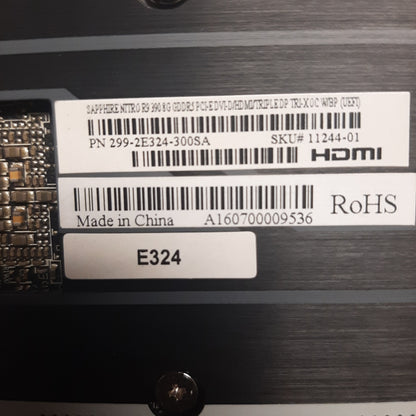 SAPPHIRE NITRO R9 390 8G GDDR5 PCI-E DVI-D/HDMI/TRIPLE DP TRI-X OC W/BP (UEFI)
PN 299-2E324-300SA SKU# 11244-01
HDMI
Made in China A160700009536 RoHS
E324